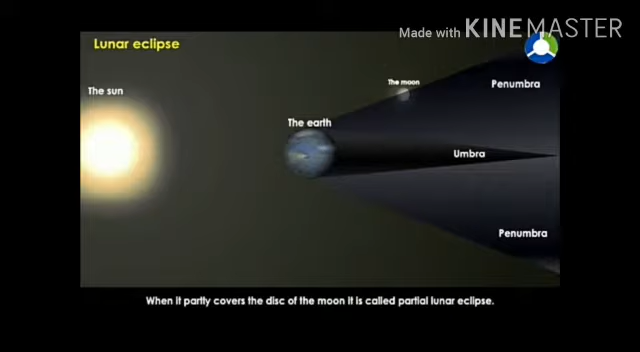 Made with KINEMASTER
Lunar eclipse
The moon
Penumbra
The sun
The earth
Umbra
Penumbra
When it partly covers the disc of the moon it is called partial lunar eclipse.